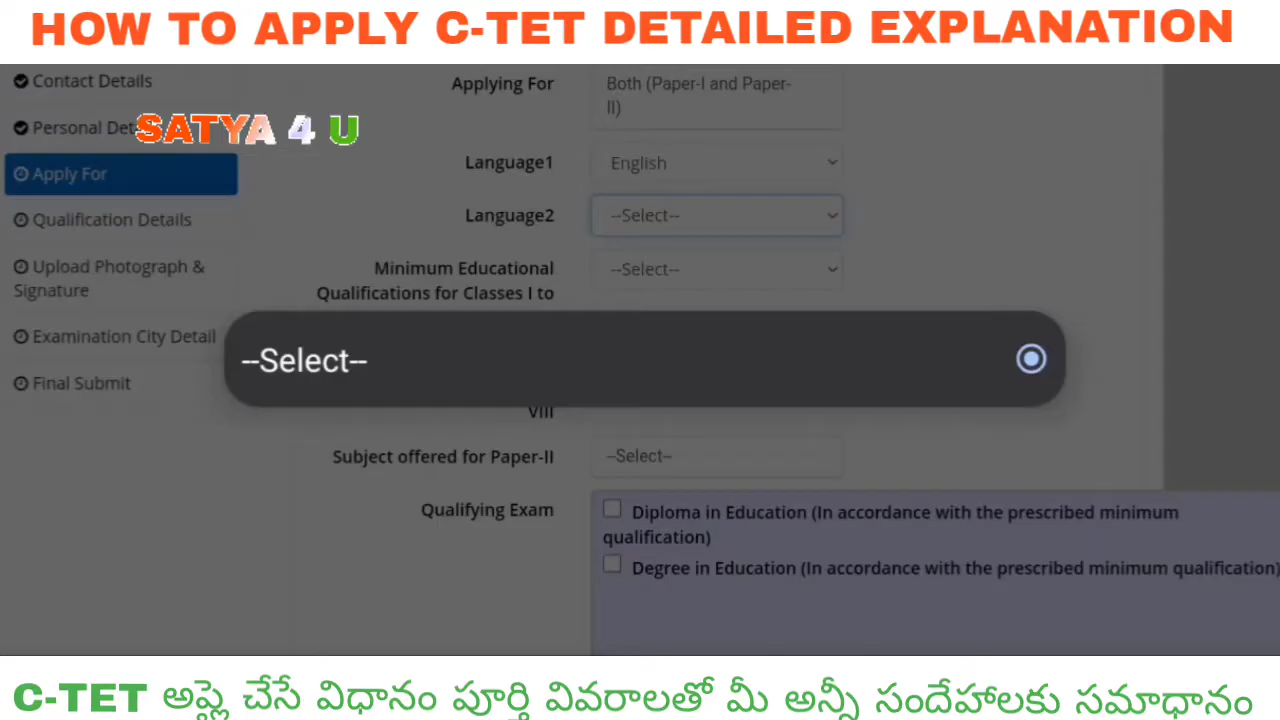 HOW TO APPLY C-TET DETAILED EXPLANATION
Contact Details
Personal Deta
SATYA 4 U
Apply For
Qualification Details
Upload Photograph &
Signature
Examination City Detail
Final Submit
Applying For
Both (Paper-I and Paper-
II)
Language1
English
Language2
--Select--
Minimum Educational
Qualifications for Classes I to
--Select--
--Select--
VIII
Subject offered for Paper-II
--Select--
Qualifying Exam
Diploma in Education (In accordance with the prescribed minimum
qualification)
Degree in Education (In accordance with the prescribed minimum qualification)
C-TET అప్లై చేసే విధానం పూర్తి వివరాలతో మీ అన్నీ సందేహాలకు సమాధానం